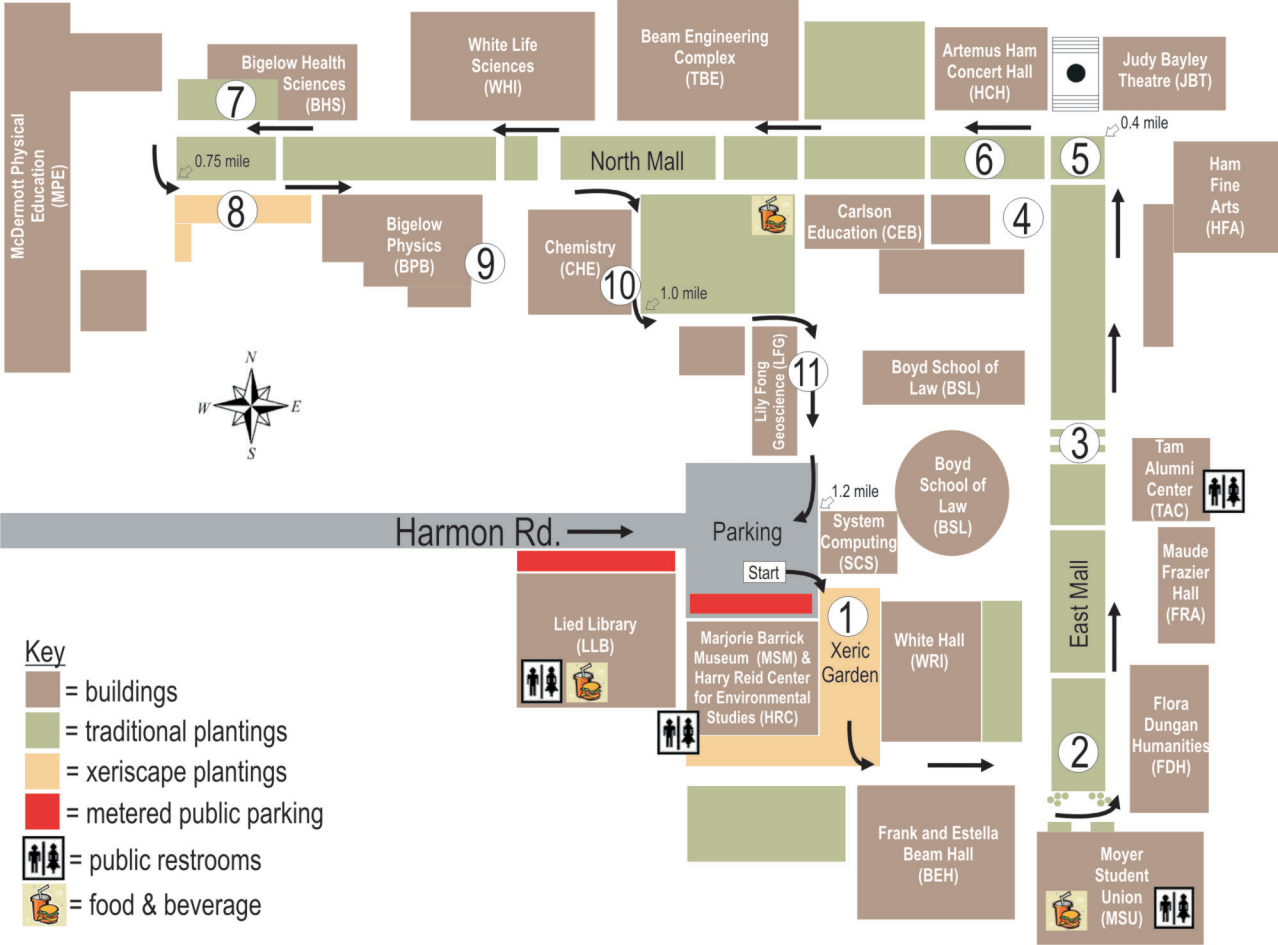 McDermott Physical
Education
(MPE)
Bigelow Health
Sciences
(BHS)
7
White Life
Sciences
(WHI)
Beam Engineering
Complex
(TBE)
Artemus Ham
Concert Hall
(HCH)
Judy Bayley
Theatre (JBT)
0.4 mile
0.75 mile
North Mall
6
5
8
Bigelow
Physics
(BPB)
9
Chemistry
(CHE)
10
1.0 mile
Carlson
Education (CEB)
4
Ham
Fine
Arts
(HFA)
N
W
E
S
Lily Fong
Geoscience (LFG)
11
Boyd School of
Law (BSL)
3
Tam
Alumni
Center
(TAC)
Boyd
School of
Law
(BSL)
1.2 mile
Harmon Rd.
Parking
System
Computing
(SCS)
Start
Maude
Frazier
Hall
(FRA)
East Mall
Lied Library
(LLB)
Marjorie Barrick
Museum (MSM) &
Harry Reid Center
for Environmental
Studies (HRC)
1
Xeric
Garden
White Hall
(WRI)
2
Flora
Dungan
Humanities
(FDH)
Frank and Estella
Beam Hall
(BEH)
Moyer
Student
Union
(MSU)
Key
= buildings
= traditional plantings
= xeriscape plantings
= metered public parking
= public restrooms
= food & beverage